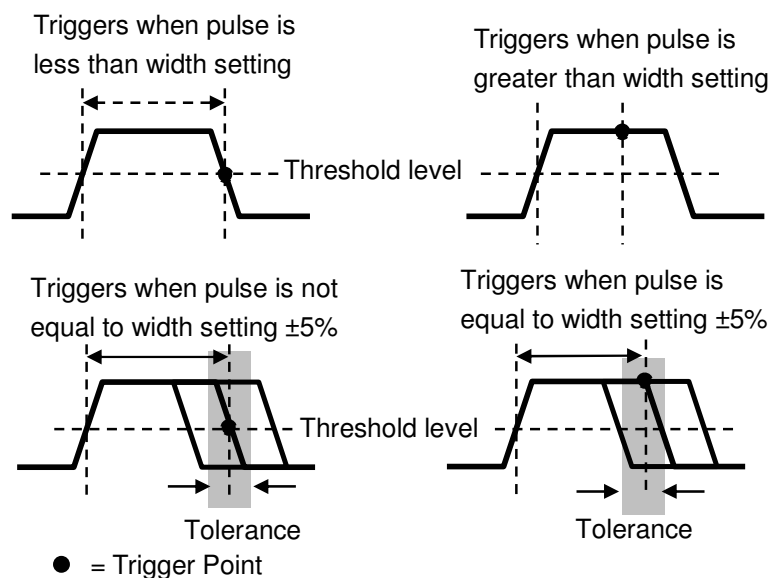 Triggers when pulse is
less than width setting
Triggers when pulse is
greater than width setting
Threshold level
Triggers when pulse is not
equal to width setting ±5%
Triggers when pulse is
equal to width setting ±5%
Threshold level
Tolerance
Tolerance
= Trigger Point